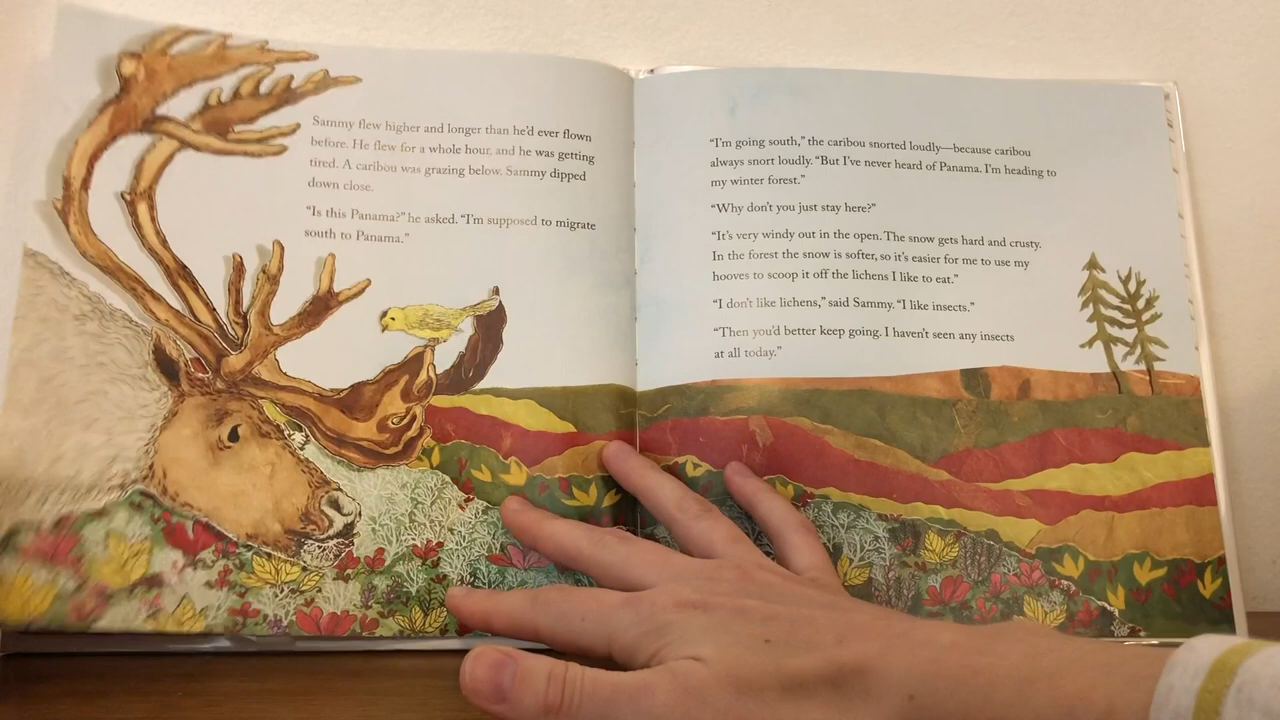 Sammy flew higher and longer than he'd ever flown
before. He flew for a whole hour, and he was getting
tired. A caribou was grazing below. Sammy dipped
down close.
“Is this Panama?” he asked. “I'm supposed to migrate
south to Panama.”
“I'm going south,” the caribou snorted loudly—because caribou
always snort loudly. “But I've never heard of Panama. I'm heading to
my winter forest.”
“Why don't you just stay here?”
“It's very windy out in the open. The snow gets hard and crusty.
In the forest the snow is softer, so it's easier for me to use my
hooves to scoop it off the lichens I like to eat.”
“I don't like lichens,” said Sammy. “I like insects.”
“Then you'd better keep going. I haven't seen any insects
at all today.”